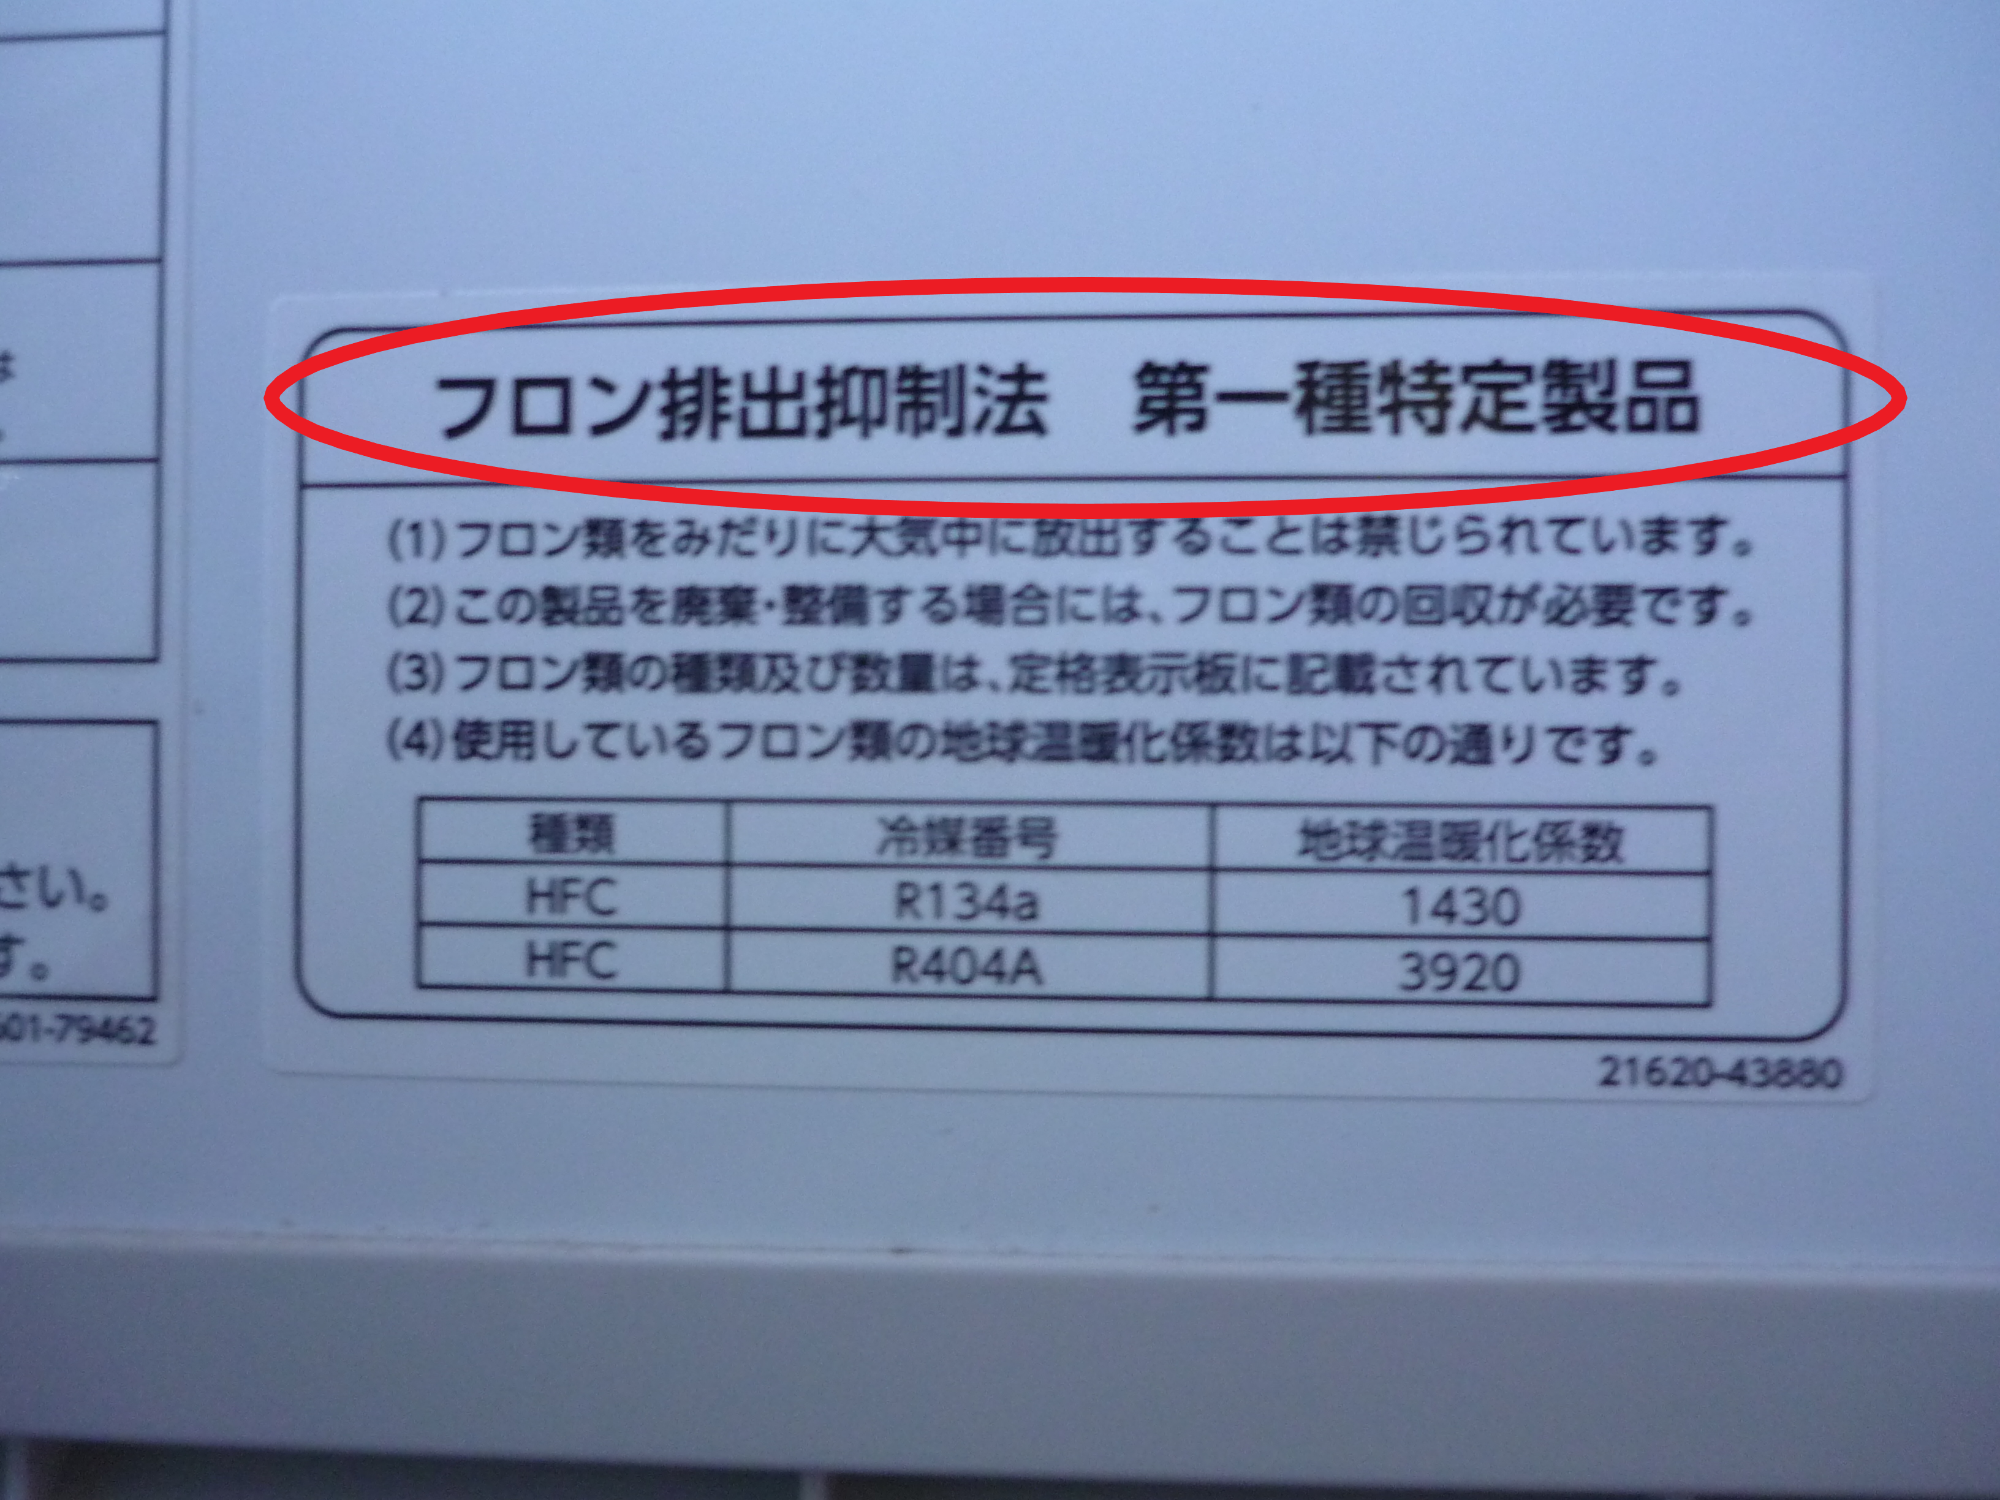 フロン排出抑制法　第一種特定製品
(1)フロン類をみだりに大気中に放出することは禁じられています。
(2)この製品を廃棄・整備する場合には、フロン類の回収が必要です。
(3)フロン類の種類及び数量は、定格表示板に記載されています。
(4)使用しているフロン類の地球温暖化係数は以下の通りです。
種類 冷媒番号 地球温暖化係数
HFC R134a 1430
HFC R404A 3920
21620-43880
は
さい。
す。
601-79462